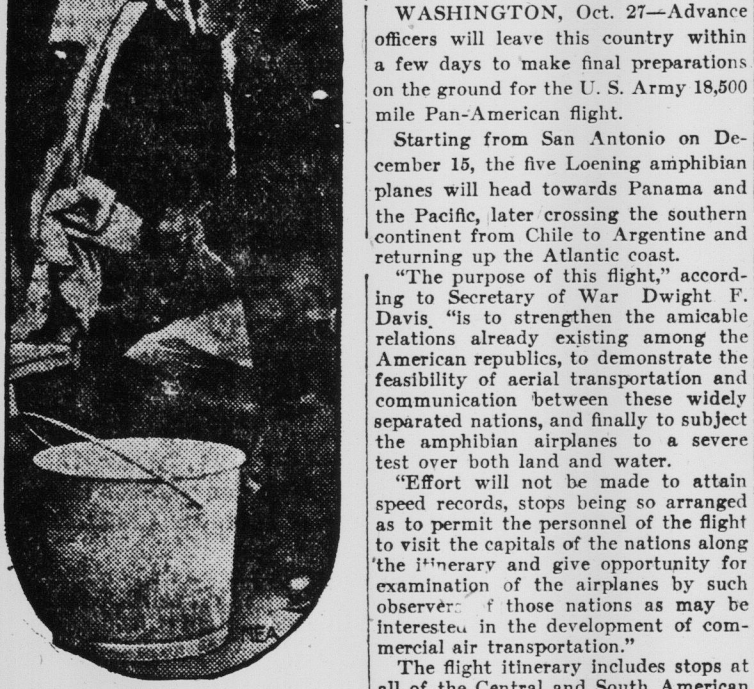 WASHINGTON, Oct. 27—Advance
officers will leave this country within
a few days to make final preparations
on the ground for the U. S. Army 18,500
mile Pan-American flight.
Starting from San Antonio on De-
cember 15, the five Loening amphibian
planes will head towards Panama and
the Pacific, later crossing the southern
continent from Chile to Argentine and
returning up the Atlantic coast.
"The purpose of this flight," accord-
ing to Secretary of War Dwight F.
Davis. "is to strengthen the amicable
relations already existing among the
American republics, to demonstrate the
feasibility of aerial transportation and
communication between these widely
separated nations, and finally to subject
the amphibian airplanes to a severe
test over both land and water.
"Effort will not be made to attain
speed records, stops being so arranged
as to permit the personnel of the flight
to visit the capitals of the nations along
the itinerary and give opportunity for
examination of the airplanes by such
those nations as may be
interested in the development of com-
mercial air transportation."
The flight itinerary includes stops at
all of the Central and South American
NEA